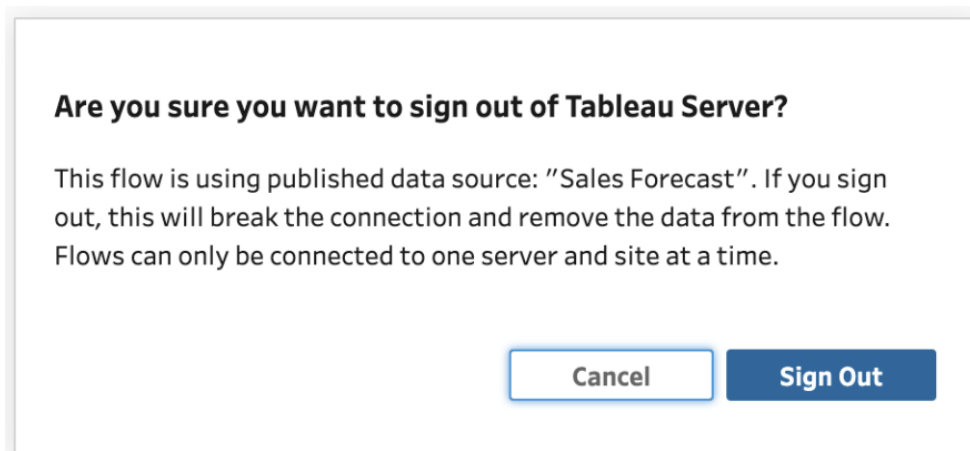 Are you sure you want to sign out of Tableau Server?
This flow is using published data source: "Sales Forecast". If you sign
out, this will break the connection and remove the data from the flow.
Flows can only be connected to one server and site at a time.
Cancel Sign Out